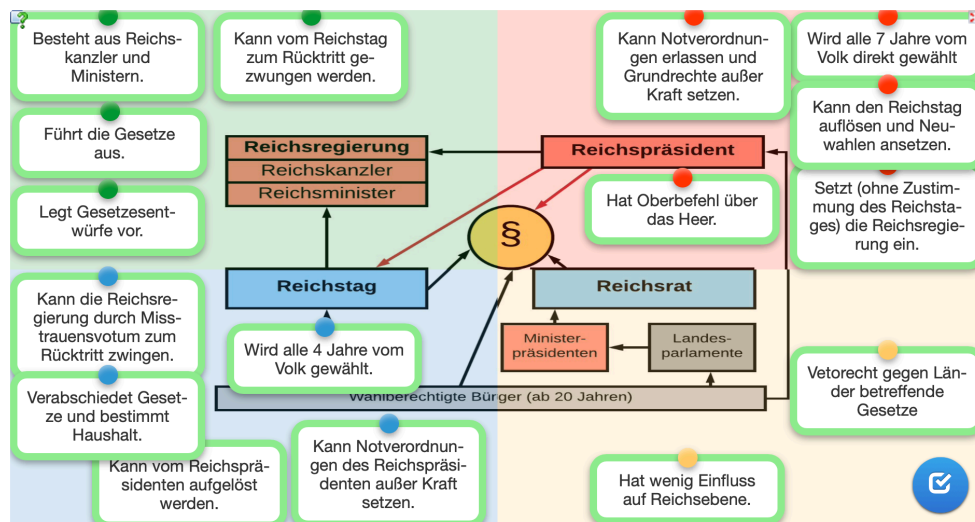 Besteht aus Reichs-
kanzler und
Ministern.
Kann vom Reichstag
zum Rücktritt ge-
zwungen werden.
Kann Notverordnun-
gen erlassen und
Grundrechte außer
Kraft setzen.
Wird alle 7 Jahre vom
Volk direkt gewählt
Führt die Gesetze
aus.
Kann den Reichstag
auflösen und Neu-
wahlen ansetzen.
Reichsregierung
Reichskanzler
Reichsminister
Reichspräsident
Legt Gesetzesent-
würfe vor.
Hat Oberbefehl über
das Heer.
Setzt (ohne Zustim-
mung des Reichstages) die Reichsregie-
rung ein.
§
Reichstag
Reichsrat
Kann die Reichsre-
gierung durch Miss-
trauensvotum zum
Rücktritt zwingen.
Wird alle 4 Jahre vom
Volk gewählt.
Minister-
präsidenten
Landes-
parlamente
Vetorecht gegen Län-
der betreffende
Gesetze
Verabschiedet Geset-
ze und bestimmt
Haushalt.
Wahlberechtigte Bürger (ab 20 Jahren)
Kann vom Reichsprä-
sidenten aufgelöst
werden.
Kann Notverordnun-
gen des Reichspräsi-
denten außer Kraft
setzen.
Hat wenig Einfluss
auf Reichsebene.